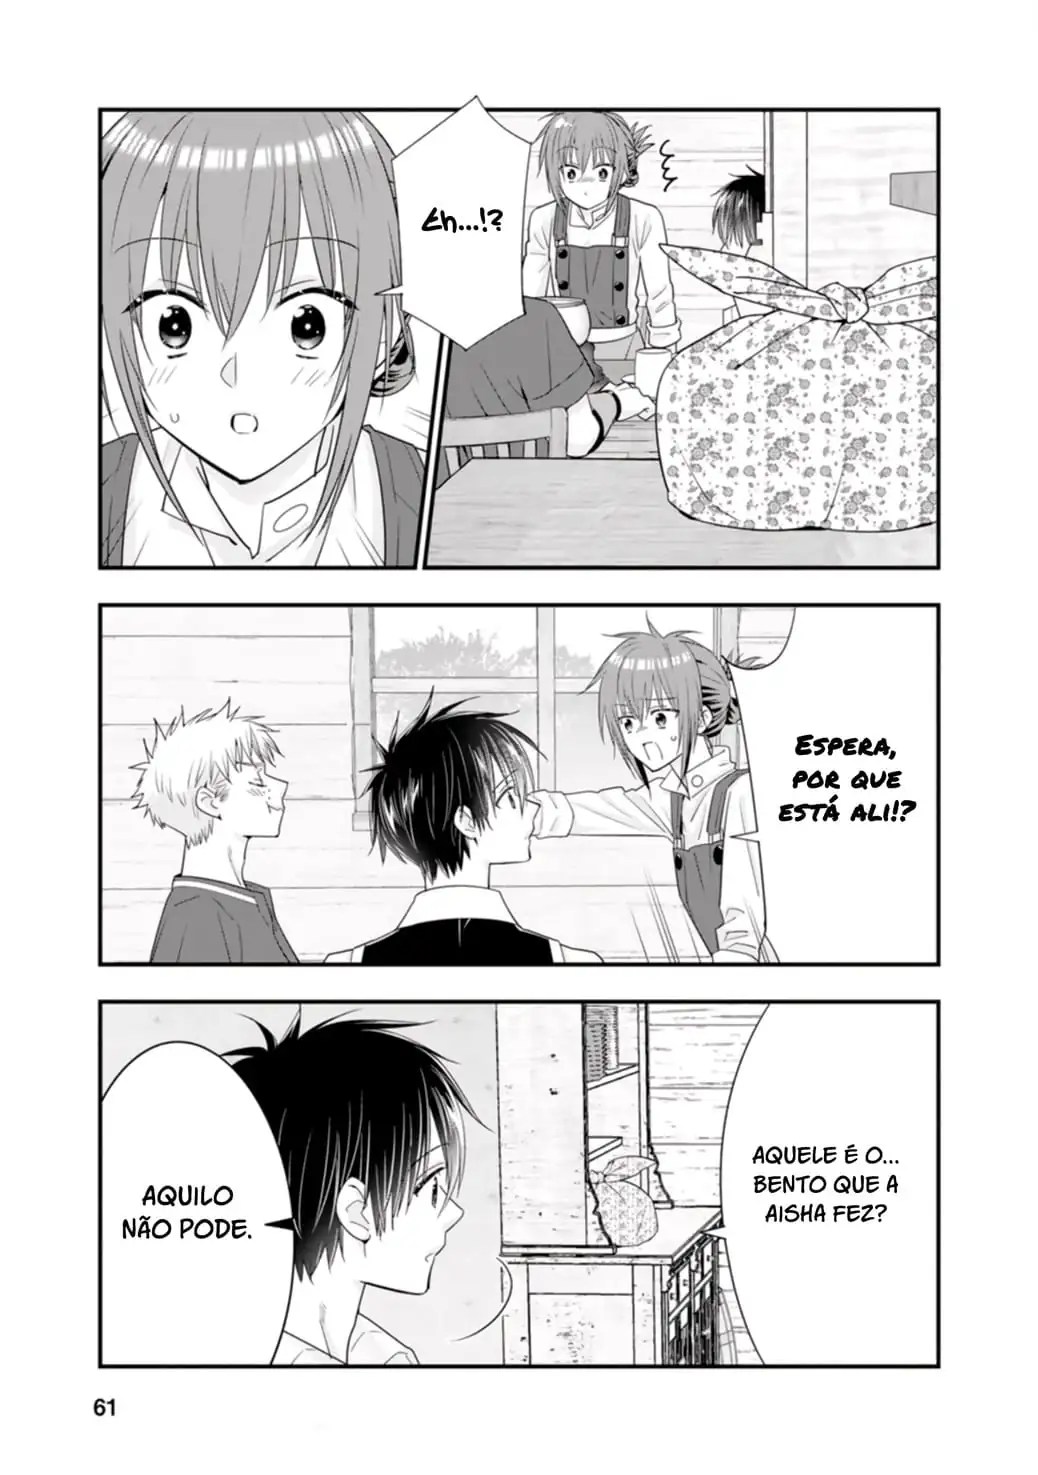 Eh...!?
Espera,
por que
está ali!?
AQUELE É O...
BENTO QUE A
AISHA FEZ?
AQUILO
NÃO PODE.
61